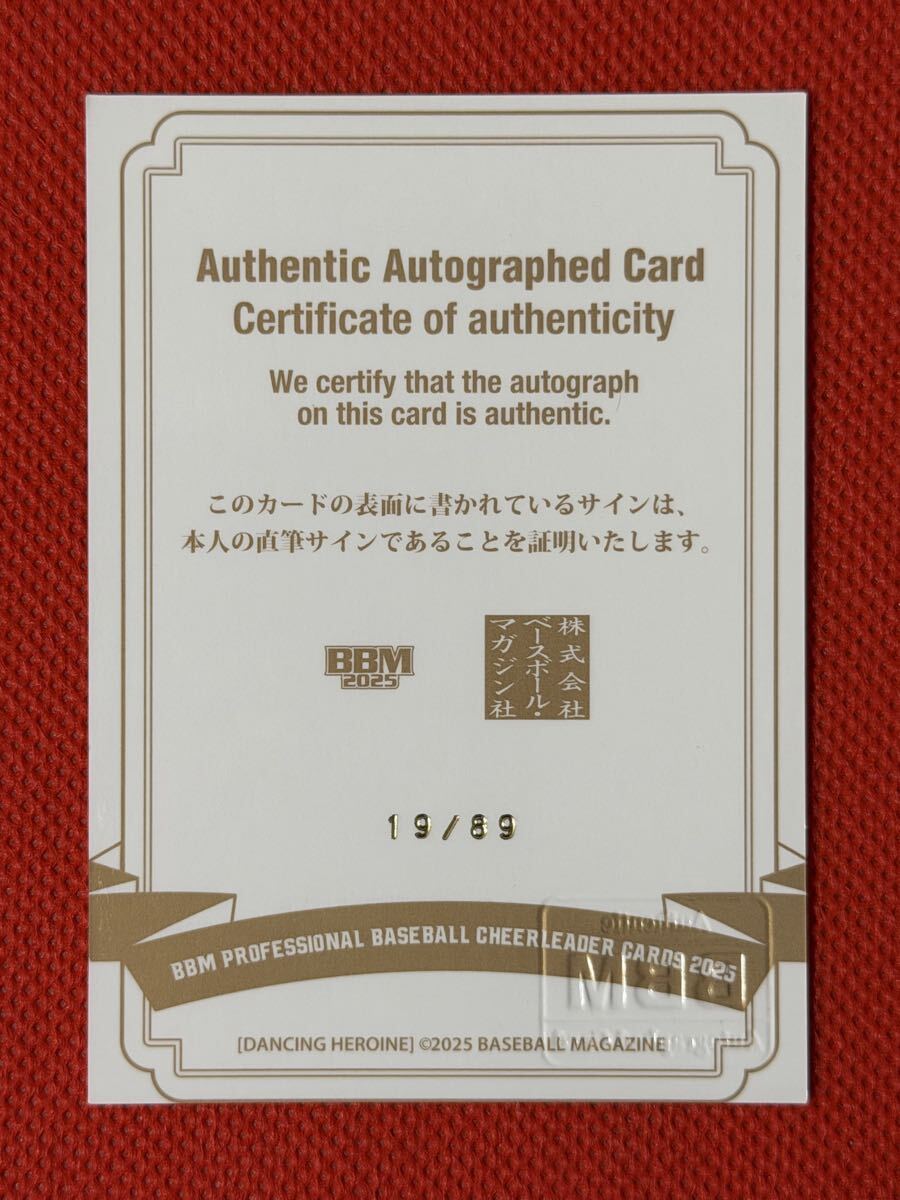 Authentic Autographed Card
Certificate of authenticity
We certify that the autograph
on this card is authentic.
このカードの表面に書かれているサインは、
本人の直筆サインであることを証明いたします。
BBM
2025
株式会社
ベースボール・
マガジン社
19/89
BBM PROFESSIONAL BASEBALL CHEERLEADER CARDS 2025
Authentic
BBM
[DANCING HEROINE] ©2025 BASEBALL MAGAZINE